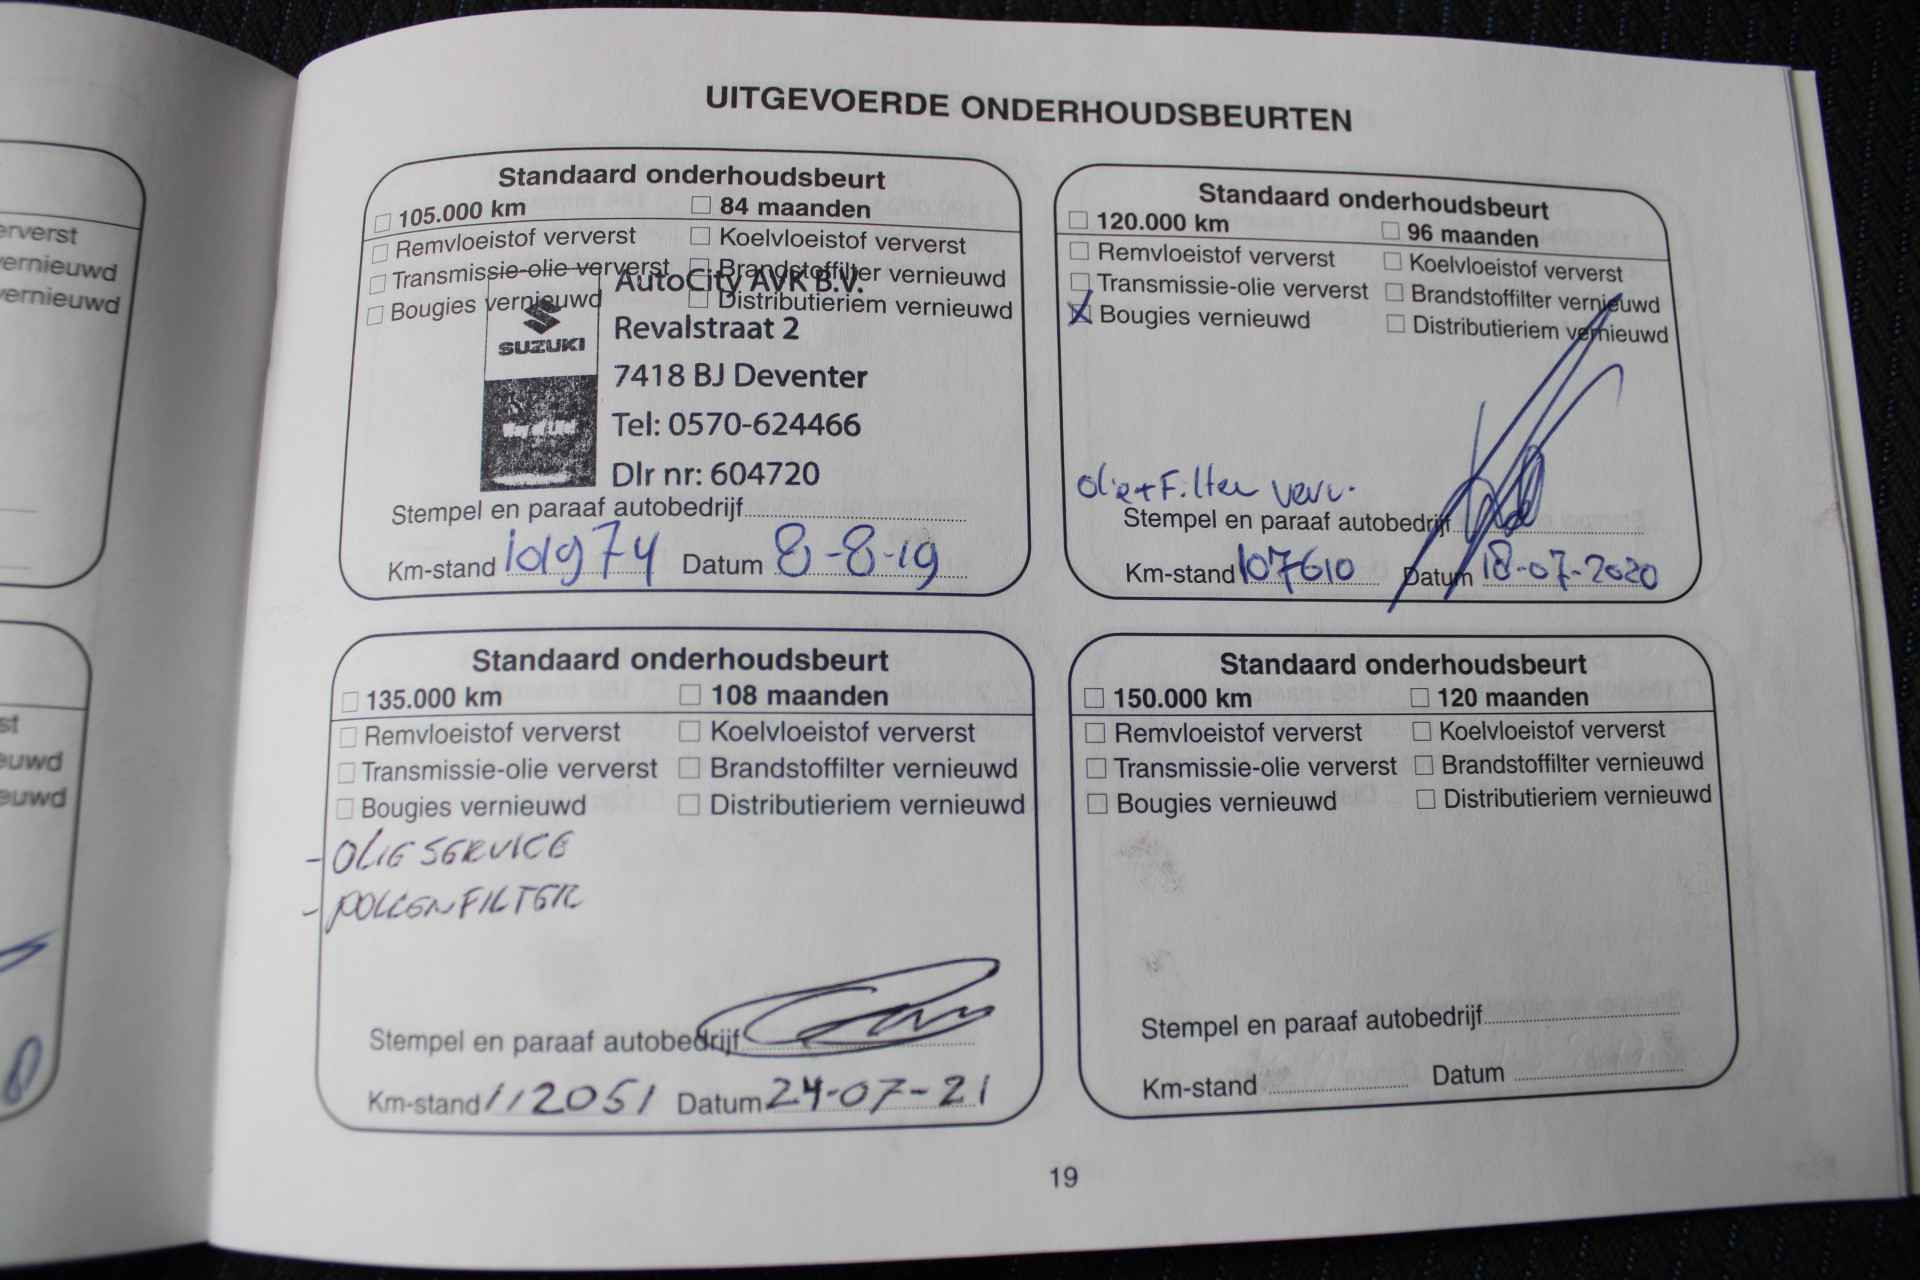 UITGEVOERDE ONDERHOUDSBEURTEN
Standaard onderhoudsbeurt
105.000 km 84 maanden
Remvloeistof ververst Koelvloeistof ververst
Transmissie-olie ververst Brandstoffilter vernieuwd
Bougies vernieuwd Distributieriem vernieuwd
AutoCity AVK B.V.
SUZUKI
Way of Life!
Revalstraat 2
7418 BJ Deventer
Tel: 0570-624466
Dlr nr: 604720
Stempel en paraaf autobedrijf
Km-stand 101974 Datum 8-8-19
Standaard onderhoudsbeurt
120.000 km 96 maanden
Remvloeistof ververst Koelvloeistof ververst
Transmissie-olie ververst Brandstoffilter vernieuwd
Bougies vernieuwd Distributieriem vernieuwd
olie+Filter verv.
Stempel en paraaf autobedrijf
Km-stand 107610 Datum 18-07-2020
Standaard onderhoudsbeurt
135.000 km 108 maanden
Remvloeistof ververst Koelvloeistof ververst
Transmissie-olie ververst Brandstoffilter vernieuwd
Bougies vernieuwd Distributieriem vernieuwd
- OLIE SERVICE
- POLLENFILTER
Stempel en paraaf autobedrijf
Km-stand 112051 Datum 24-07-21
Standaard onderhoudsbeurt
150.000 km 120 maanden
Remvloeistof ververst Koelvloeistof ververst
Transmissie-olie ververst Brandstoffilter vernieuwd
Bougies vernieuwd Distributieriem vernieuwd
Stempel en paraaf autobedrijf
Km-stand Datum
19
ververst
vernieuwd
vernieuwd